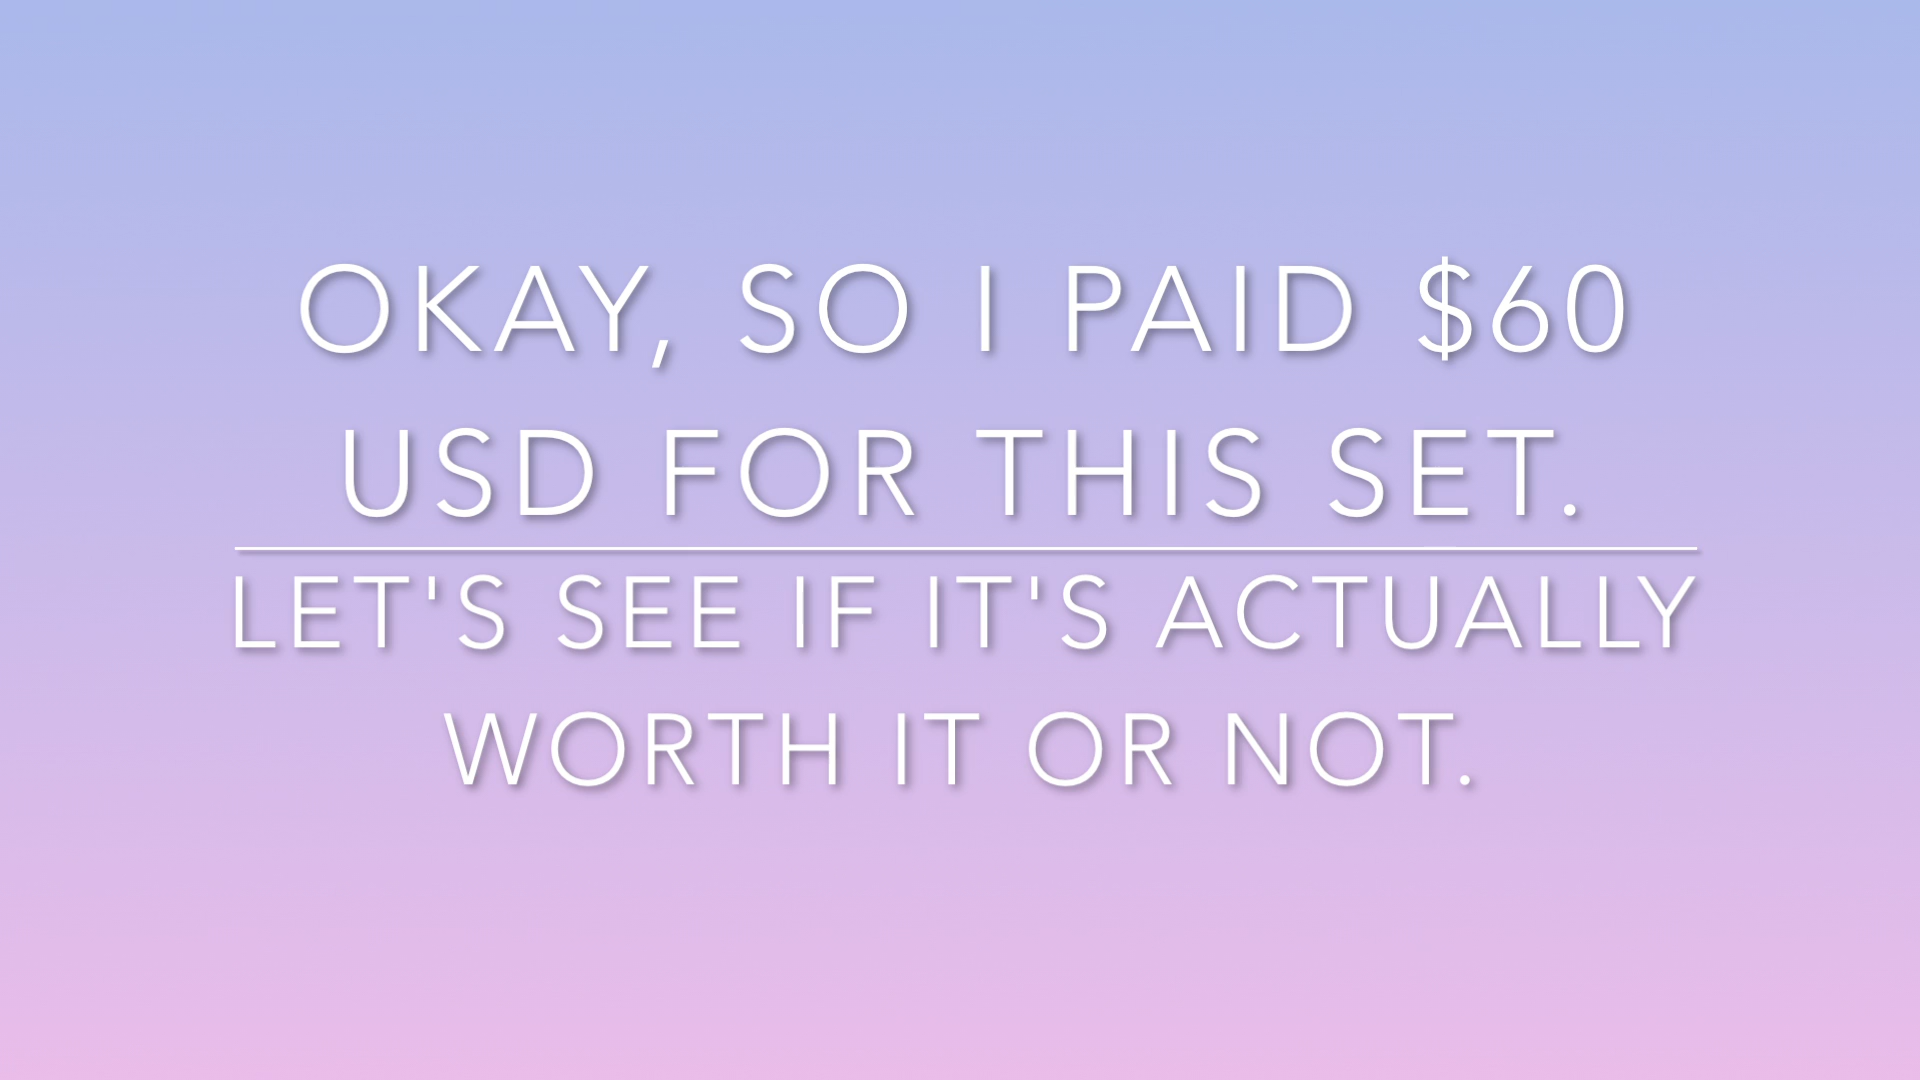 OKAY, SO I PAID $60
USD FOR THIS SET.
LET'S SEE IF IT'S ACTUALLY
WORTH IT OR NOT.